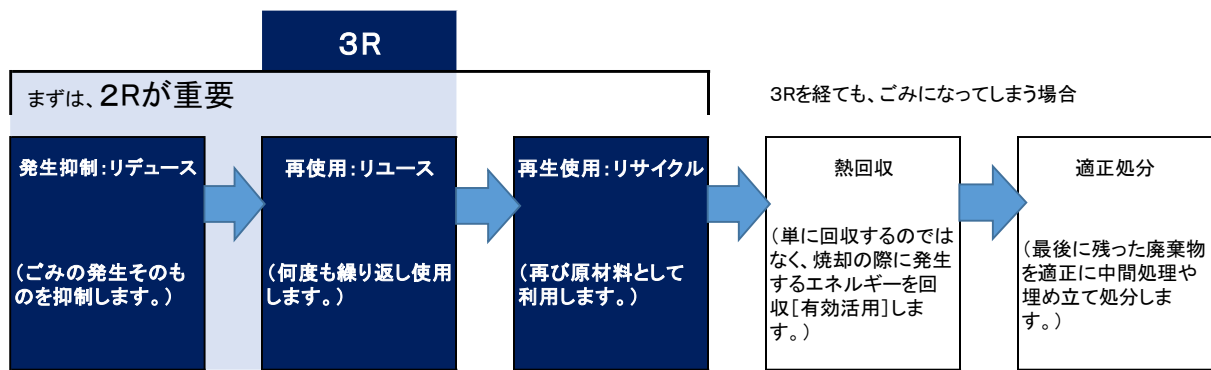 3R
まずは、2Rが重要
3Rを経ても、ごみになってしまう場合
発生抑制:リデュース
(ごみの発生そのも
のを抑制します。)
再使用:リユース
(何度も繰り返し使用
します。)
再生使用:リサイクル
(再び原材料として
利用します。)
熱回収
(単に回収するのでは
なく、焼却の際に発生
するエネルギーを回
収[有効活用]しま
す。)
適正処分
(最後に残った廃棄物
を適正に中間処理や
埋め立て処分しま
す。)